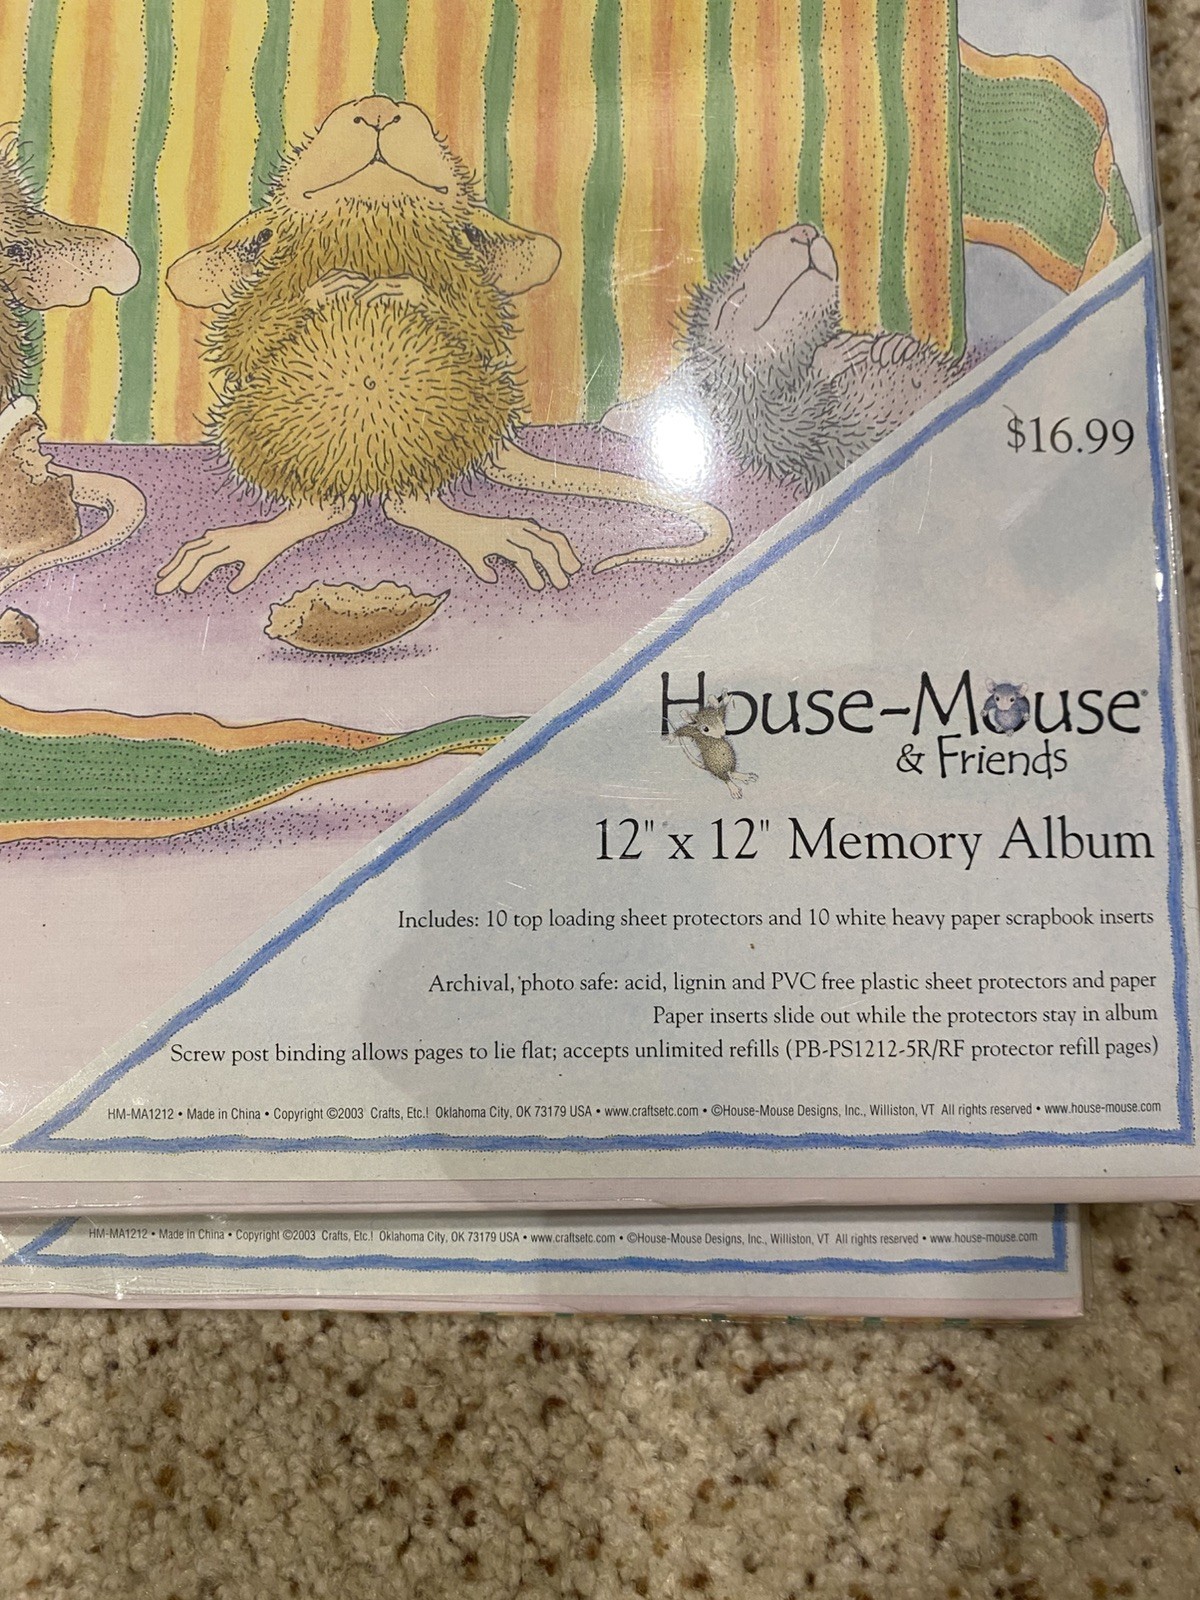 $16.99
House-Mouse®
& Friends
12" x 12" Memory Album
Includes: 10 top loading sheet protectors and 10 white heavy paper scrapbook inserts
Archival, photo safe: acid, lignin and PVC free plastic sheet protectors and paper
Paper inserts slide out while the protectors stay in album
Screw post binding allows pages to lie flat; accepts unlimited refills (PB-PS1212-5R/RF protector refill pages)
HM-MA1212 • Made in China • Copyright ©2003 Crafts, Etc.! Oklahoma City, OK 73179 USA • www.craftsetc.com • ©House-Mouse Designs, Inc., Williston, VT All rights reserved • www.house-mouse.com
HM-MA1212 • Made in China • Copyright ©2003 Crafts, Etc.! Oklahoma City, OK 73179 USA • www.craftsetc.com • ©House-Mouse Designs, Inc., Williston, VT All rights reserved • www.house-mouse.com